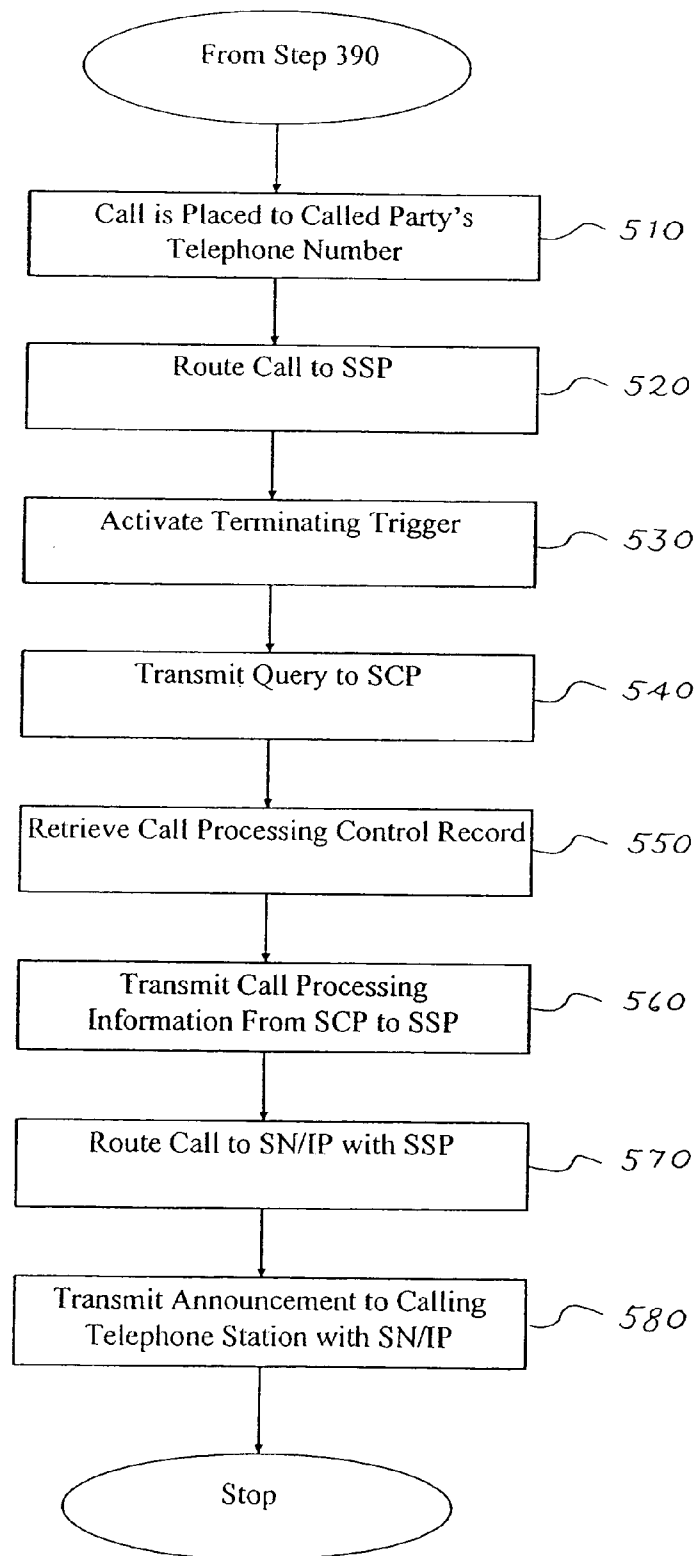 From Step 390
Call is Placed to Called Party's
Telephone Number
510
Route Call to SSP
520
Activate Terminating Trigger
530
Transmit Query to SCP
540
Retrieve Call Processing Control Record
550
Transmit Call Processing
Information From SCP to SSP
560
Route Call to SN/IP with SSP
570
Transmit Announcement to Calling
Telephone Station with SN/IP
580
Stop